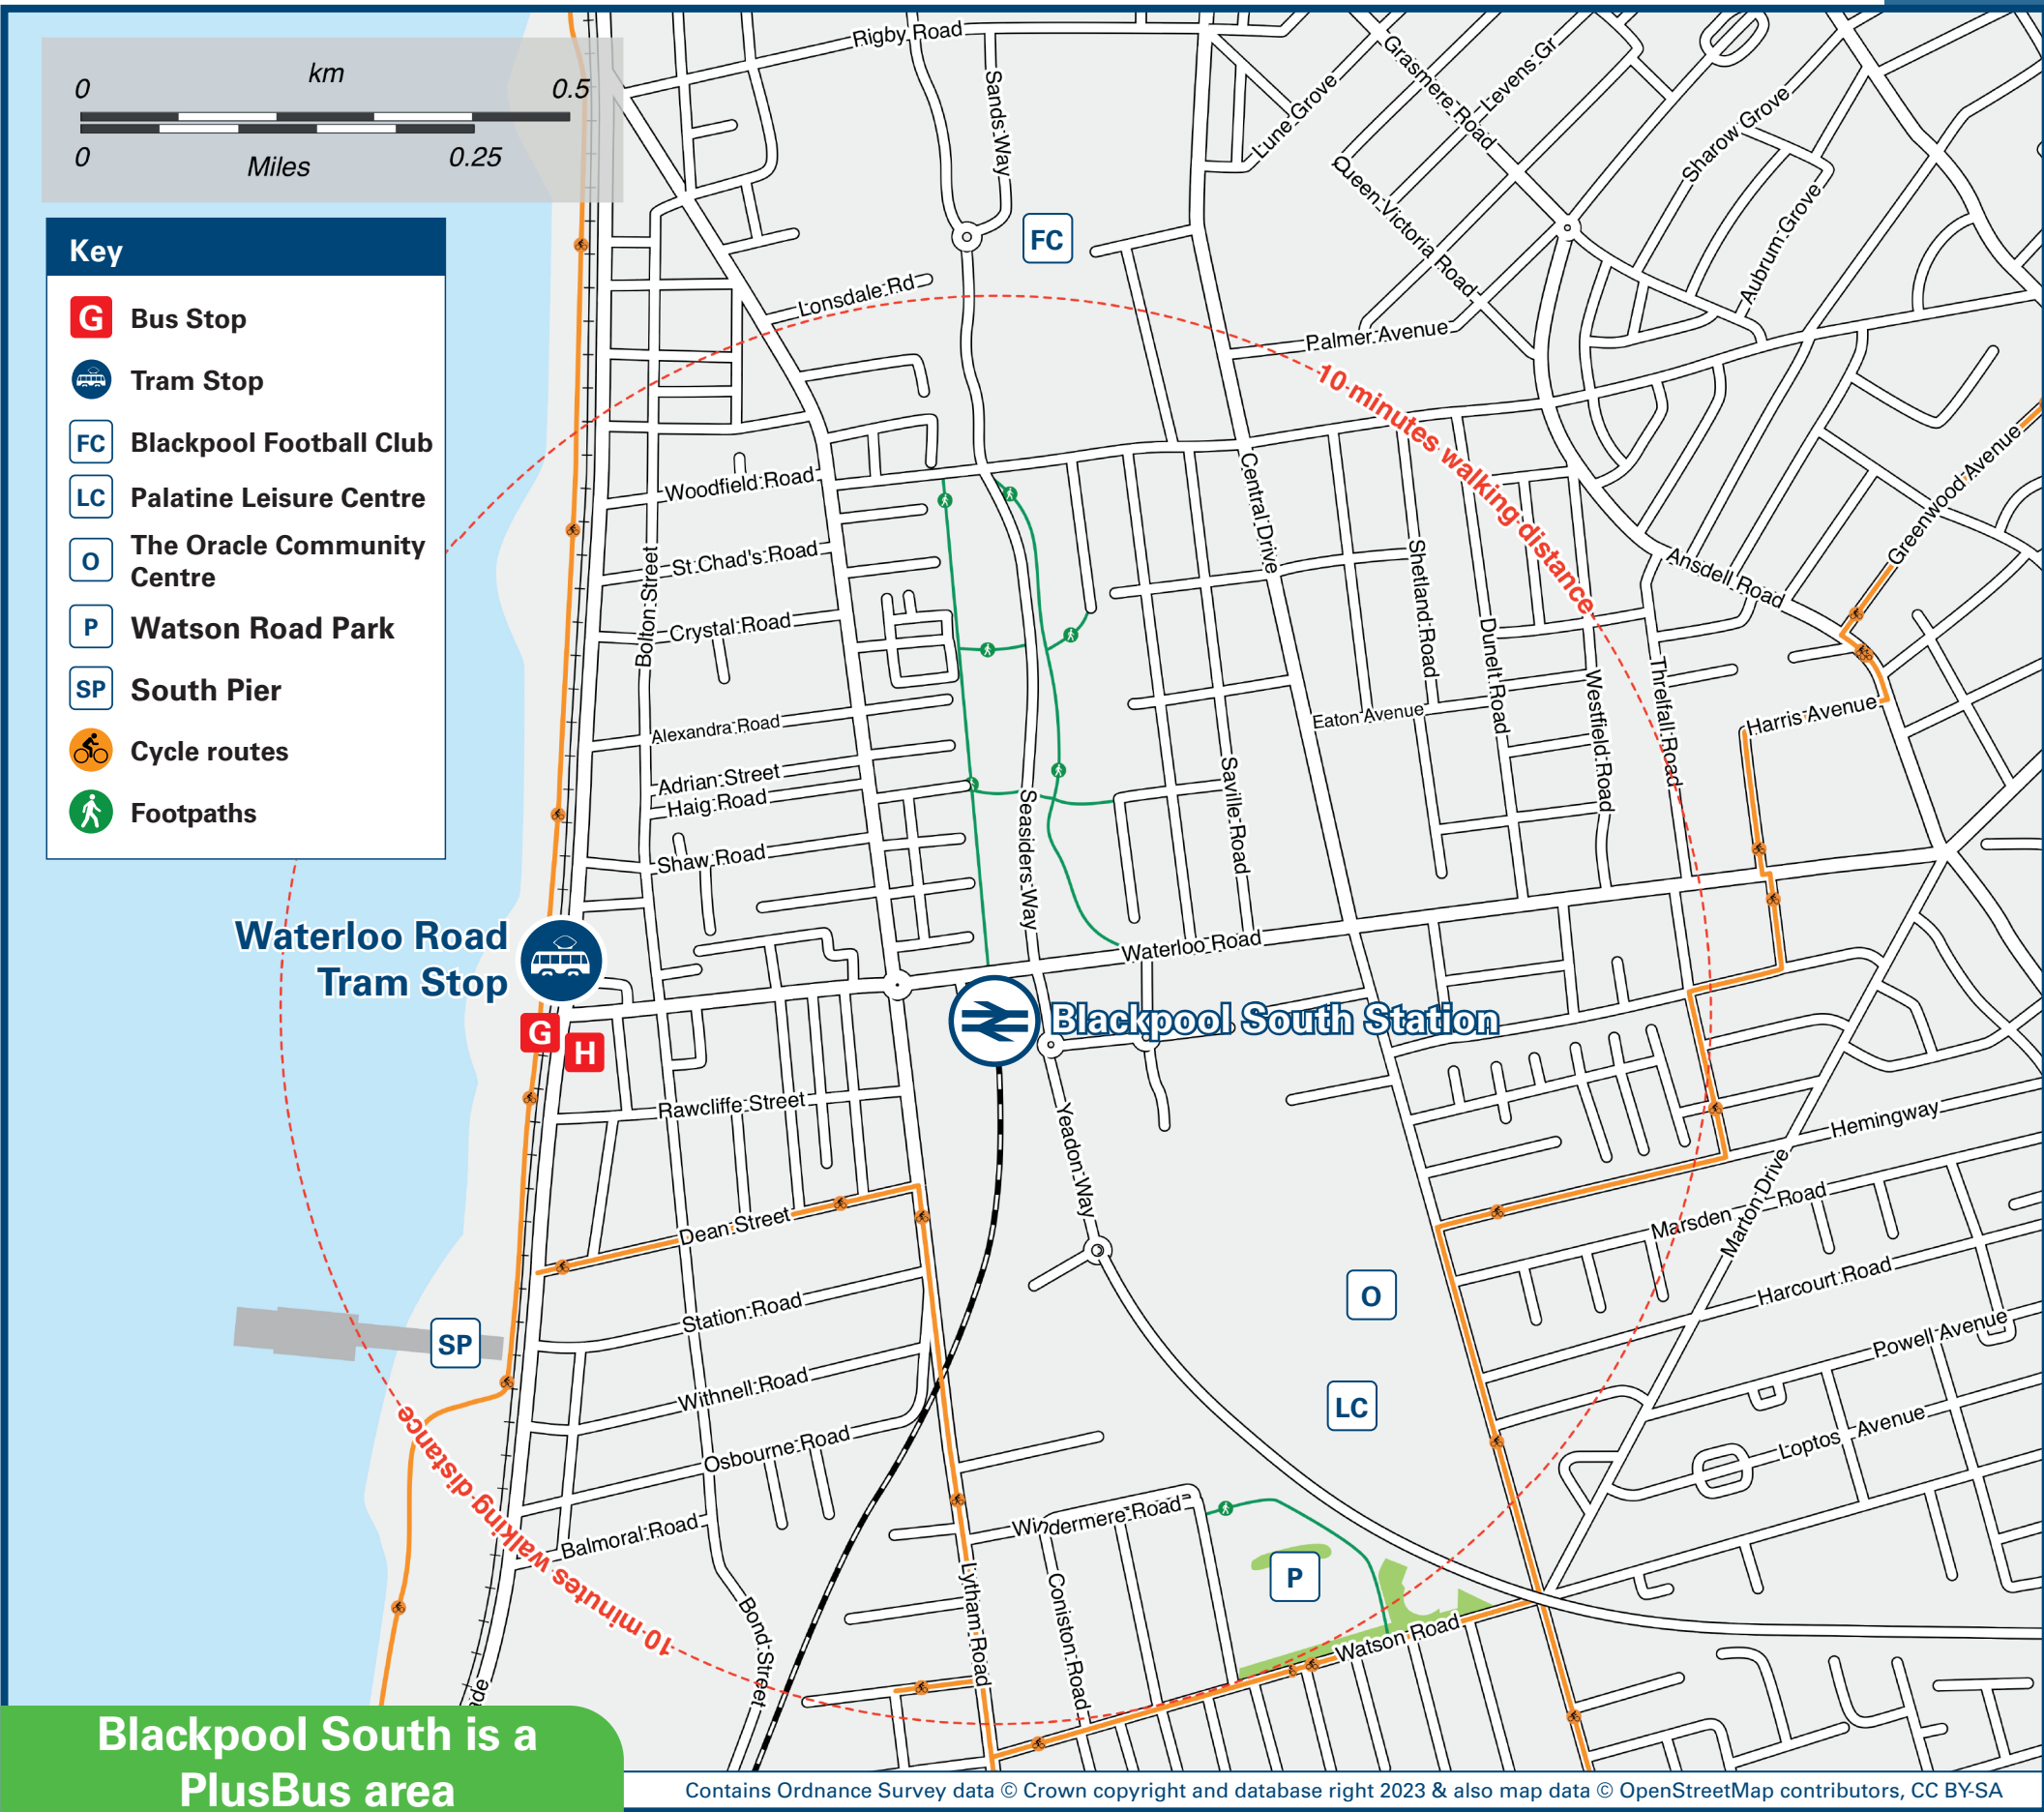 km
0
0.5
0
Miles
0.25
Key
G Bus Stop
Tram Stop
FC Blackpool Football Club
LC Palatine Leisure Centre
O The Oracle Community
Centre
P Watson Road Park
SP South Pier
Cycle routes
Footpaths
Rigby Road
Sands Way
Lune Grove
Grasmere Road
Levens Gr
Sharow Grove
Queen Victoria Road
Aubrum Grove
FC
Lonsdale Rd
Palmer Avenue
10 minutes walking distance
Greenwood Avenue
Woodfield Road
Central Drive
St Chad's Road
Bolton Street
Shetland Road
Ansdell Road
Crystal Road
Dunelt Road
Westfield Road
Threlfall Road
Alexandra Road
Eaton Avenue
Harris Avenue
Adrian Street
Haig Road
Seasiders Way
Saville Road
Shaw Road
Waterloo Road
Tram Stop
Waterloo Road
G
H
Blackpool South Station
Rawcliffe Street
Yeadon Way
Hemingway
Dean Street
Marsden Road
Marton Drive
Station Road
O
Harcourt Road
SP
Powell Avenue
Withnell Road
LC
Loptos Avenue
Osbourne Road
10 minutes walking distance
Balmoral Road
Windermere Road
P
Bond Street
Lytham Road
Coniston Road
Watson Road
ade
Blackpool South is a
PlusBus area
Contains Ordnance Survey data © Crown copyright and database right 2023 & also map data © OpenStreetMap contributors, CC BY-SA